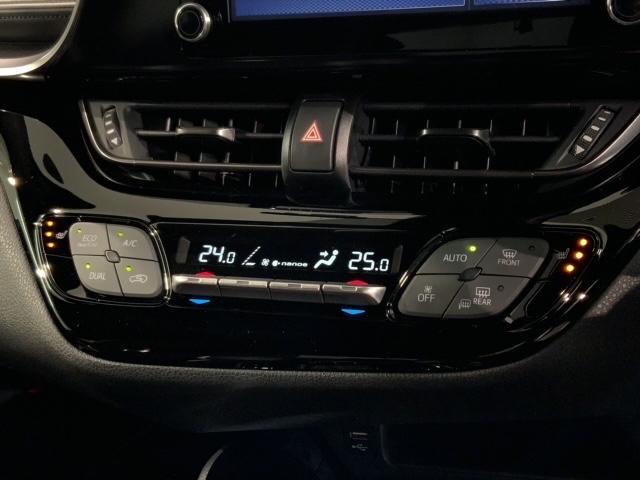 ECO
A/C
DUAL
24.0
nanoe
25.0
AUTO
FRONT
OFF
REAR